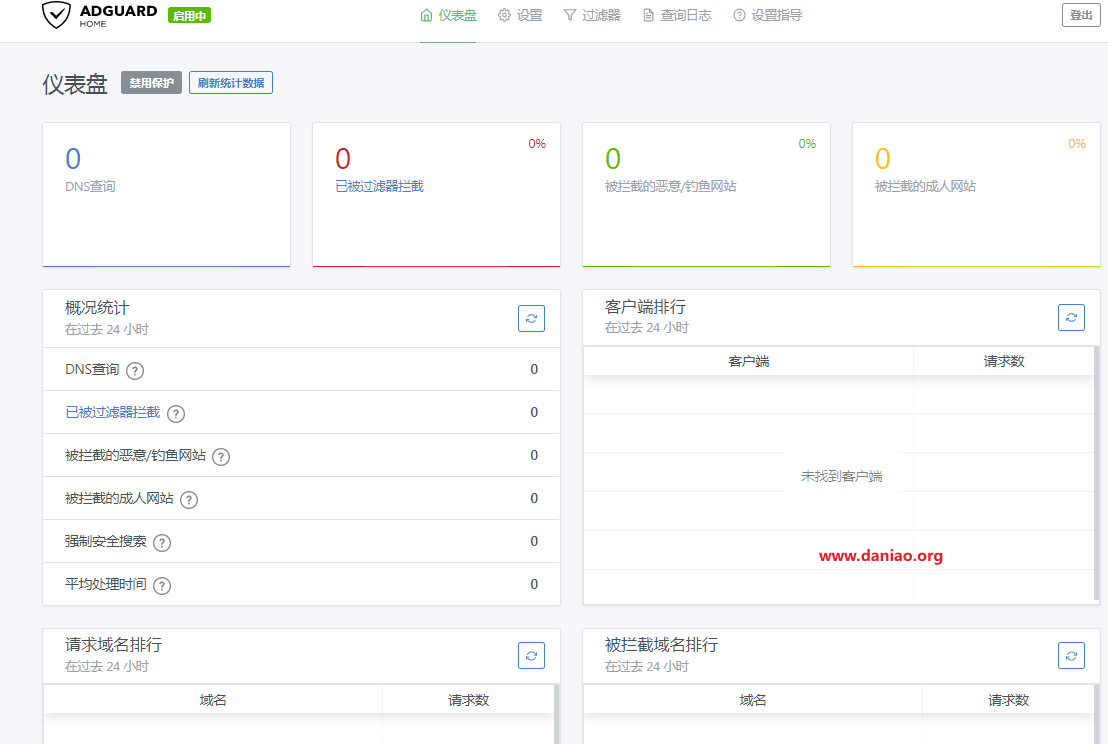 ADGUARD
HOME
启用中
仪表盘 设置 过滤器 查询日志 设置指导
登出
仪表盘 禁用保护 刷新统计数据
0
DNS查询
0%
0
已被过滤器拦截
0%
0
被拦截的恶意/钓鱼网站
0%
0
被拦截的成人网站
概况统计
在过去 24 小时
DNS查询 ? 0
已被过滤器拦截 ? 0
被拦截的恶意/钓鱼网站 ? 0
被拦截的成人网站 ? 0
强制安全搜索 ? 0
平均处理时间 ? 0
客户端排行
在过去 24 小时
客户端 请求数
未找到客户端
www.daniao.org
请求域名排行
在过去 24 小时
域名 请求数
被拦截域名排行
在过去 24 小时
域名 请求数